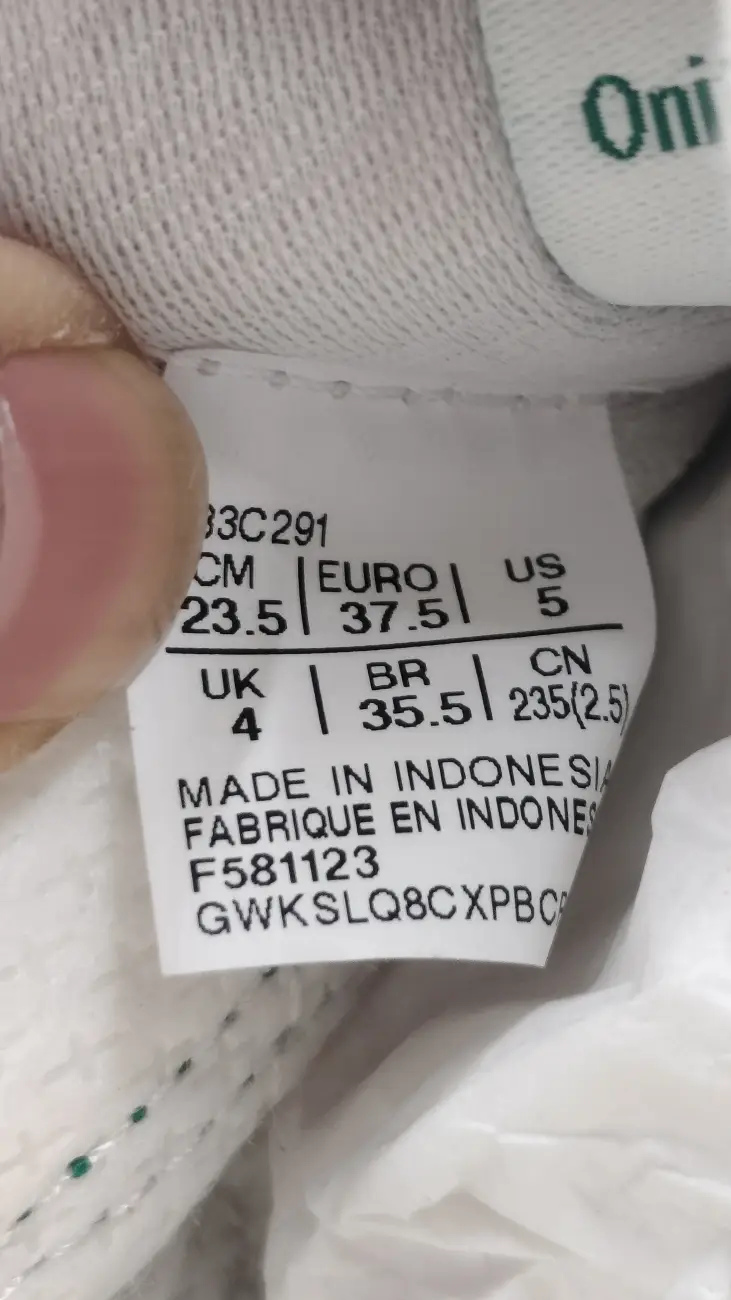 Oni
33C291
CM | EURO | US
23.5 | 37.5 | 5
UK | BR | CN
4 | 35.5 | 235(2.5)
MADE IN INDONESIA
FABRIQUE EN INDONES
F581123
GWKSLQ8CXPBC